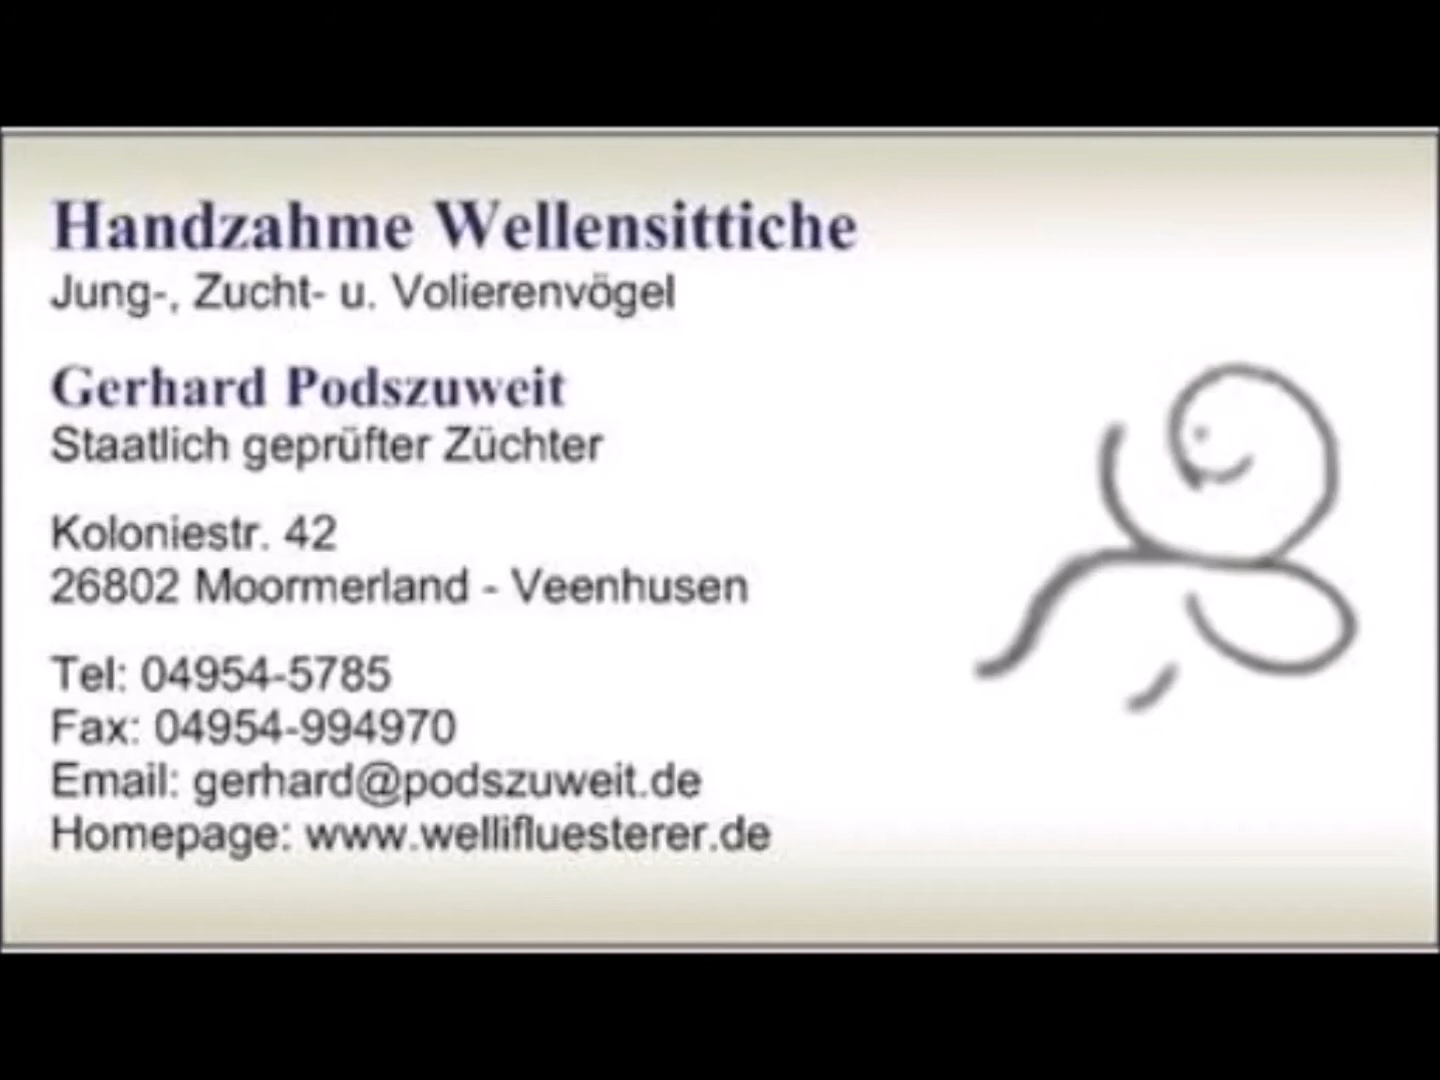 Handzahme Wellensittiche
Jung-, Zucht- u. Volierenvögel
Gerhard Podszuweit
Staatlich geprüfter Züchter
Koloniestr. 42
26802 Moormerland - Veenhusen
Tel: 04954-5785
Fax: 04954-994970
Email: gerhard@podszuweit.de
Homepage: www.wellifluesterer.de